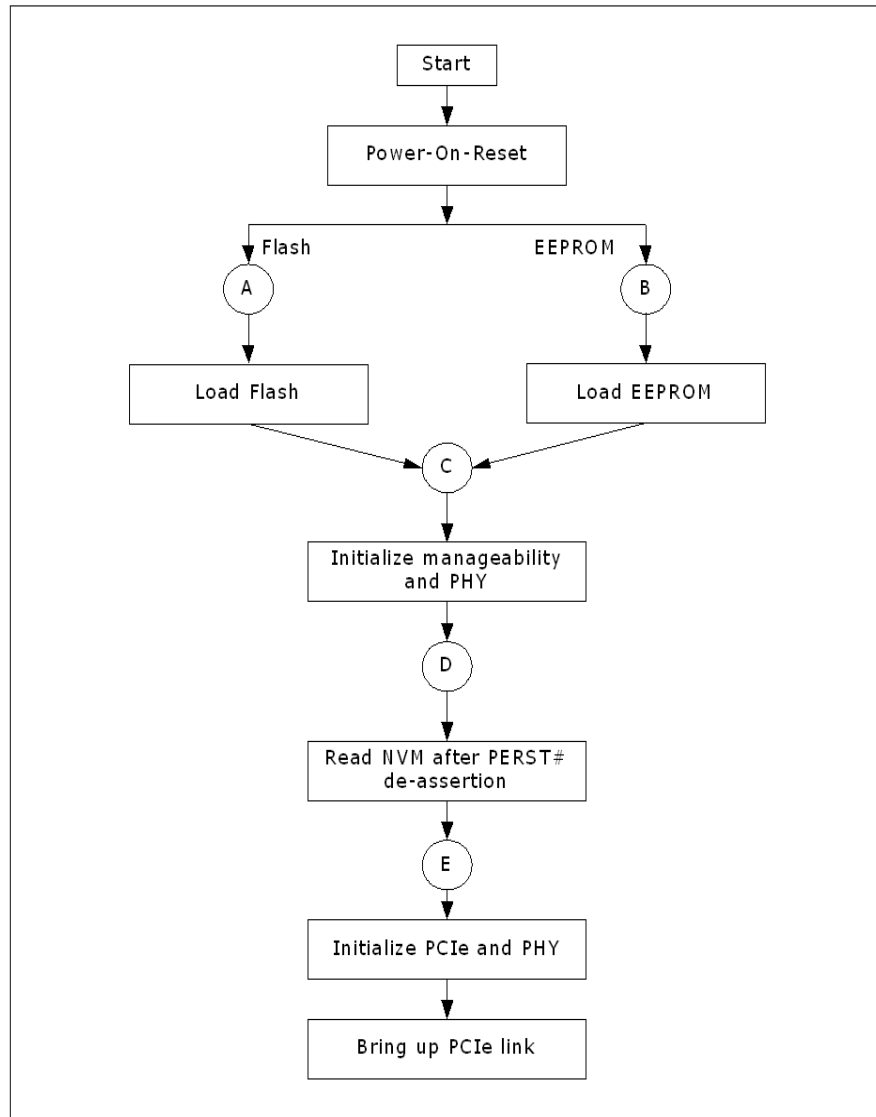 Start
Power-On-Reset
Flash
EEPROM
A
B
Load Flash
Load EEPROM
C
Initialize manageability
and PHY
D
Read NVM after PERST#
de-assertion
E
Initialize PCIe and PHY
Bring up PCIe link